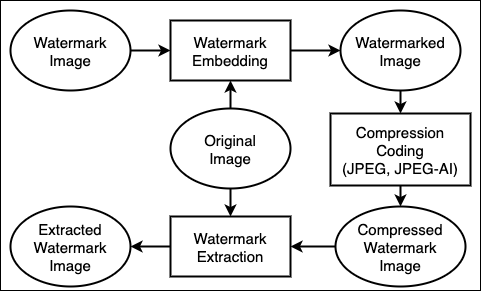 Watermark
Image
Watermark
Embedding
Watermarked
Image
Original
Image
Compression
Coding
(JPEG, JPEG-AI)
Extracted
Watermark
Image
Watermark
Extraction
Compressed
Watermark
Image